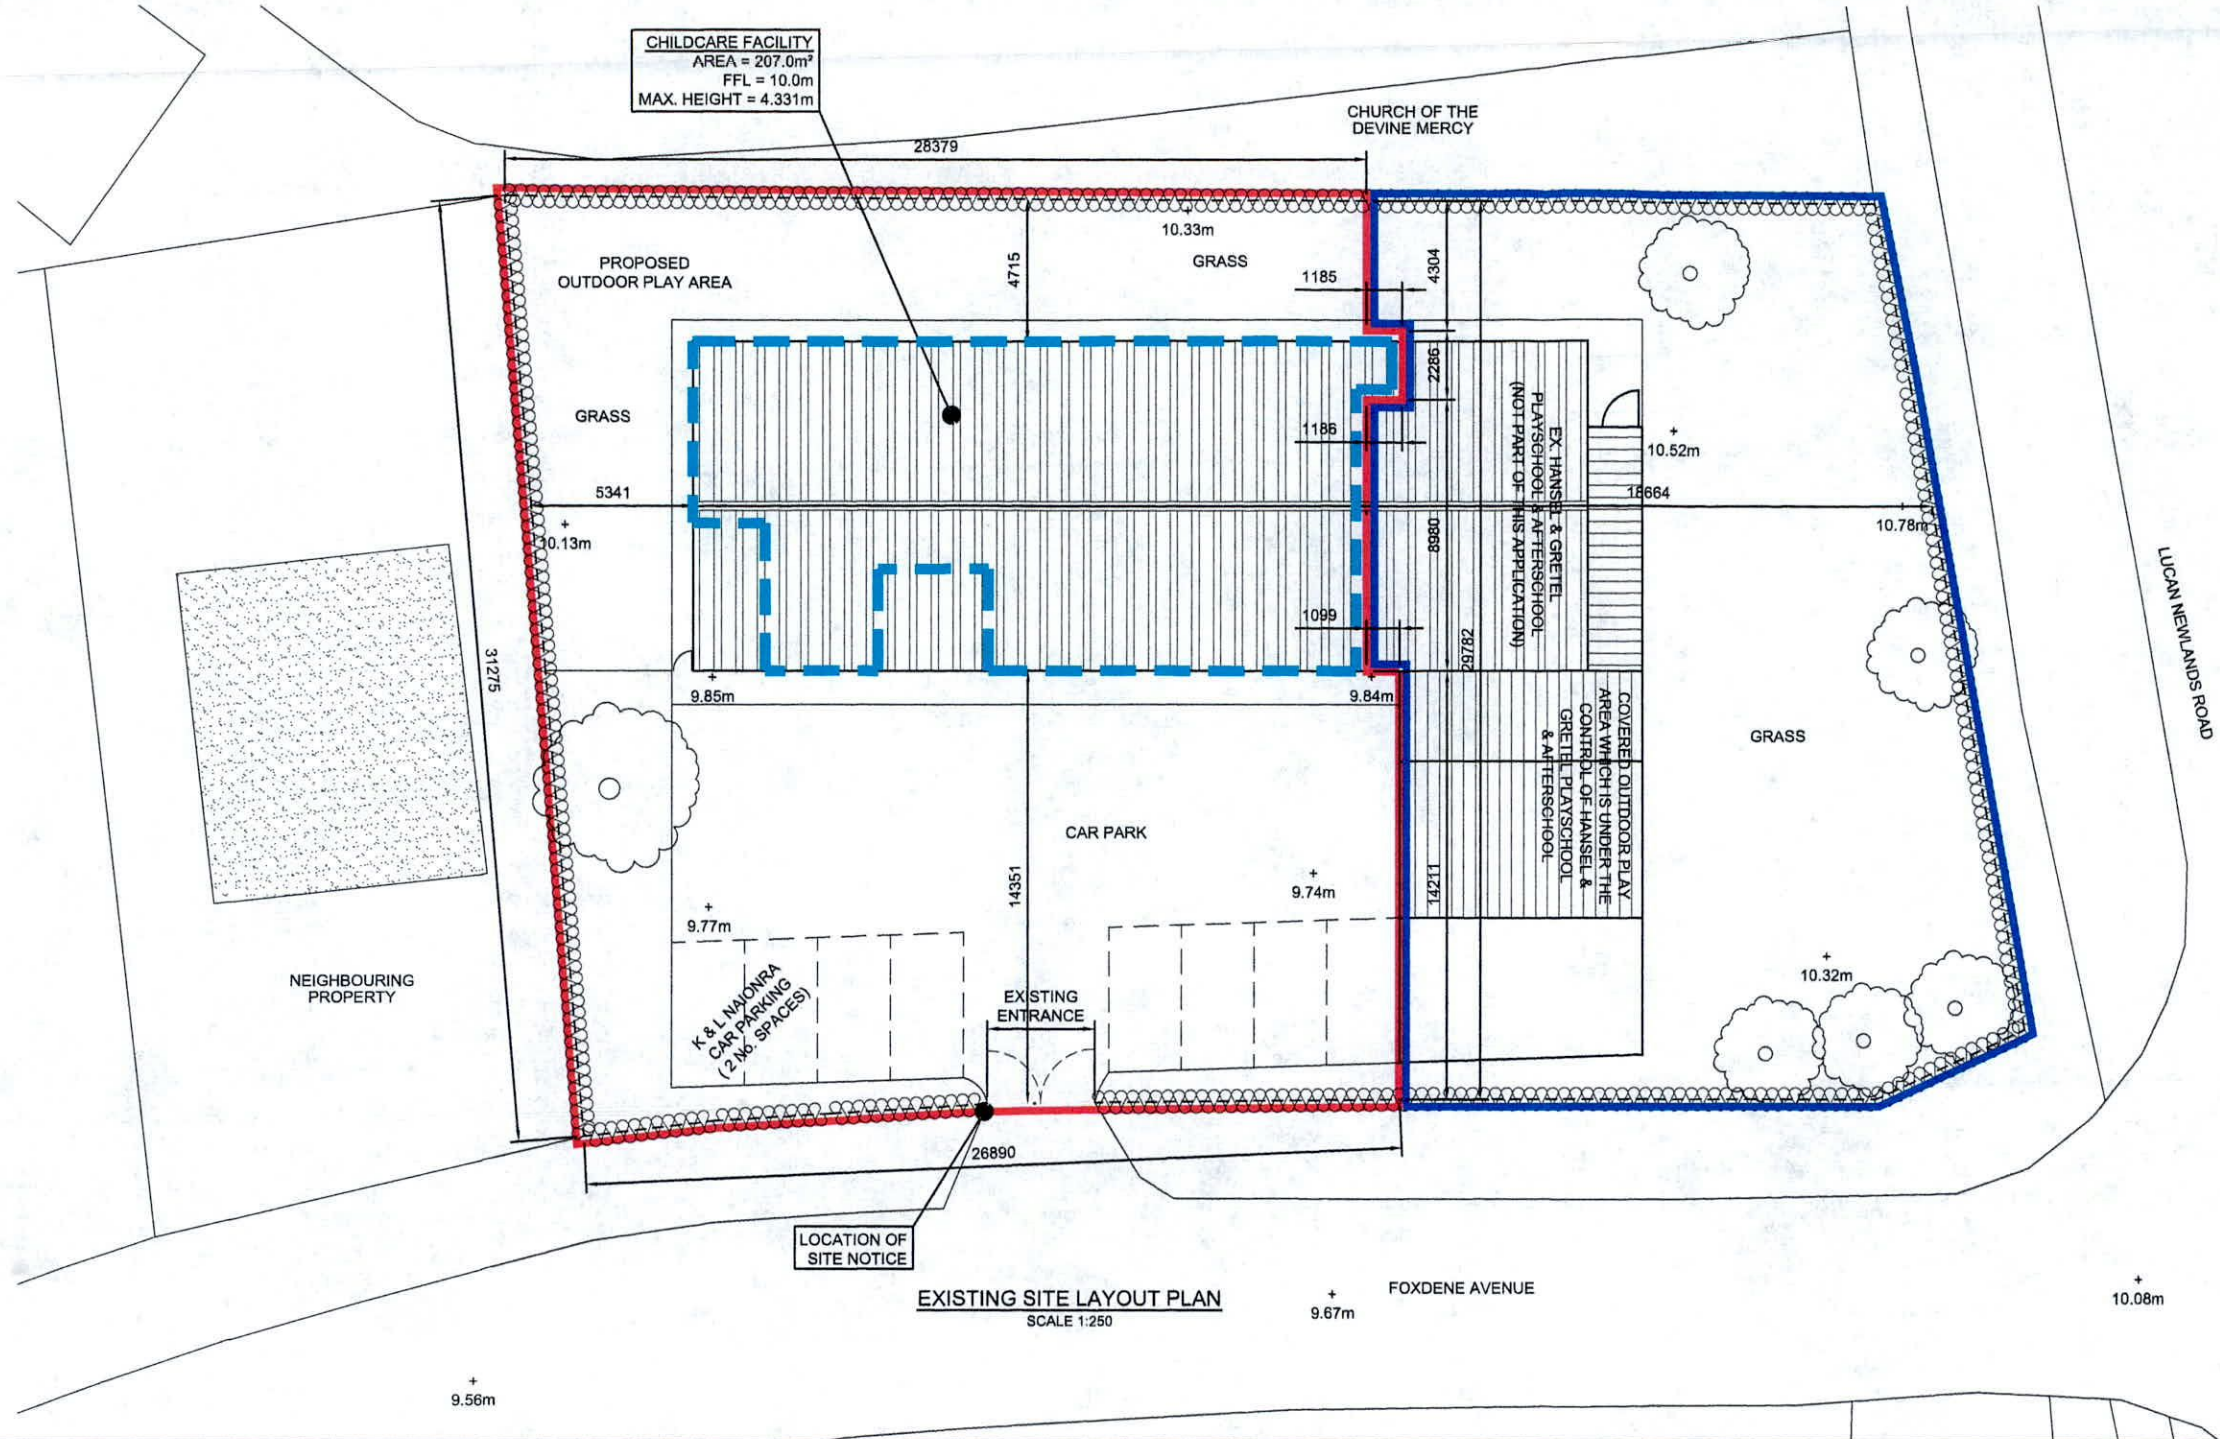 CHILDCARE FACILITY
AREA = 207.0m²
FFL = 10.0m
MAX. HEIGHT = 4.331m
CHURCH OF THE
DEVINE MERCY
28379
10.33m
PROPOSED
OUTDOOR PLAY AREA
GRASS
4715
1185
4304
GRASS
2286
1186
EX. HANSEL & GRETEL
PLAYSCHOOL & AFTERSCHOOL
(NOT PART OF THIS APPLICATION)
10.52m
5341
18664
10.13m
10.78m
8980
1099
29782
31275
9.85m
9.84m
COVERED OUTDOOR PLAY
AREA WHICH IS UNDER THE
CONTROL OF HANSEL &
GRETEL PLAYSCHOOL
& AFTERSCHOOL
GRASS
LUCAN NEWLANDS ROAD
CAR PARK
14351
9.74m
14211
9.77m
NEIGHBOURING
PROPERTY
K & L NAIONRA
CAR PARKING
(2 No. SPACES)
EXISTING
ENTRANCE
10.32m
26890
LOCATION OF
SITE NOTICE
EXISTING SITE LAYOUT PLAN
SCALE 1:250
9.67m
FOXDENE AVENUE
10.08m
9.56m